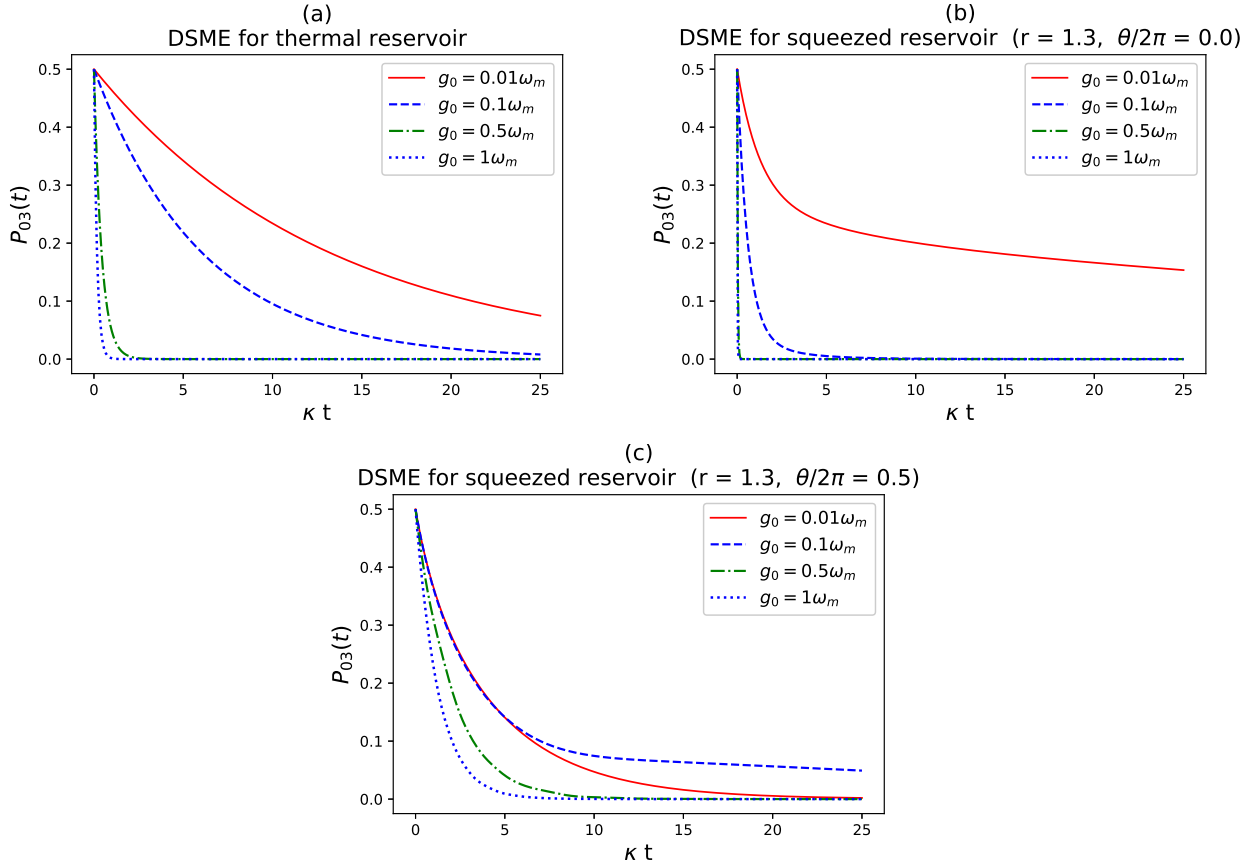 (a)
DSME for thermal reservoir
g₀ = 0.01ωₘ
g₀ = 0.1ωₘ
g₀ = 0.5ωₘ
g₀ = 1ωₘ
0.5
0.4
0.3
0.2
0.1
0.0
P₀₃(t)
0 5 10 15 20 25
κ t
(b)
DSME for squeezed reservoir (r = 1.3, θ/2π = 0.0)
g₀ = 0.01ωₘ
g₀ = 0.1ωₘ
g₀ = 0.5ωₘ
g₀ = 1ωₘ
0.5
0.4
0.3
0.2
0.1
0.0
P₀₃(t)
0 5 10 15 20 25
κ t
(c)
DSME for squeezed reservoir (r = 1.3, θ/2π = 0.5)
g₀ = 0.01ωₘ
g₀ = 0.1ωₘ
g₀ = 0.5ωₘ
g₀ = 1ωₘ
0.5
0.4
0.3
0.2
0.1
0.0
P₀₃(t)
0 5 10 15 20 25
κ t